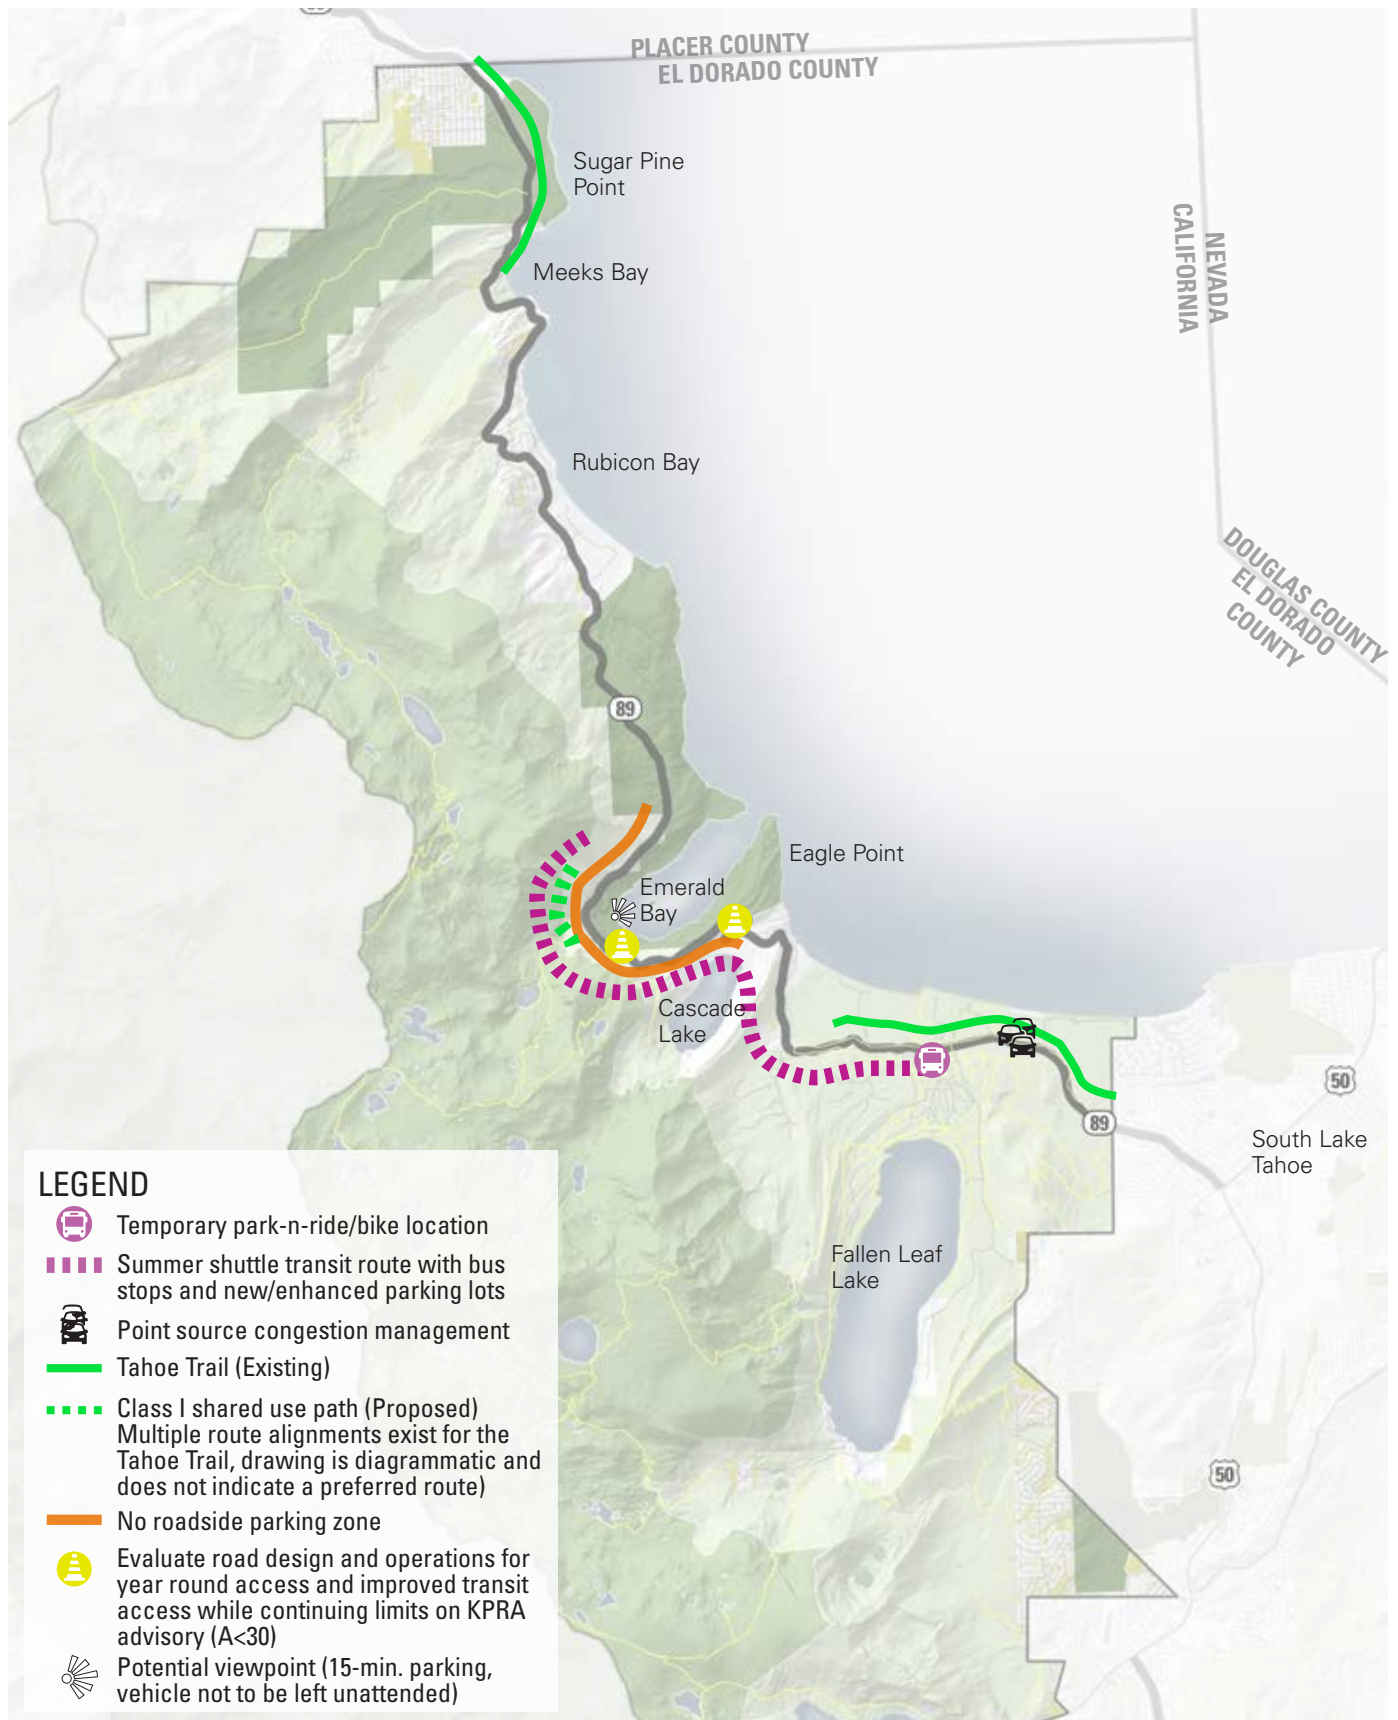 PLACER COUNTY
EL DORADO COUNTY
Sugar Pine
Point
CALIFORNIA
NEVADA
Meeks Bay
Rubicon Bay
DOUGLAS COUNTY
EL DORADO
COUNTY
89
Eagle Point
Emerald
Bay
Cascade
Lake
50
89
South Lake
Tahoe
Fallen Leaf
Lake
50
LEGEND
Temporary park-n-ride/bike location
Summer shuttle transit route with bus
stops and new/enhanced parking lots
Point source congestion management
Tahoe Trail (Existing)
Class I shared use path (Proposed)
Multiple route alignments exist for the
Tahoe Trail, drawing is diagrammatic and
does not indicate a preferred route)
No roadside parking zone
Evaluate road design and operations for
year round access and improved transit
access while continuing limits on KPRA
advisory (A<30)
Potential viewpoint (15-min. parking,
vehicle not to be left unattended)